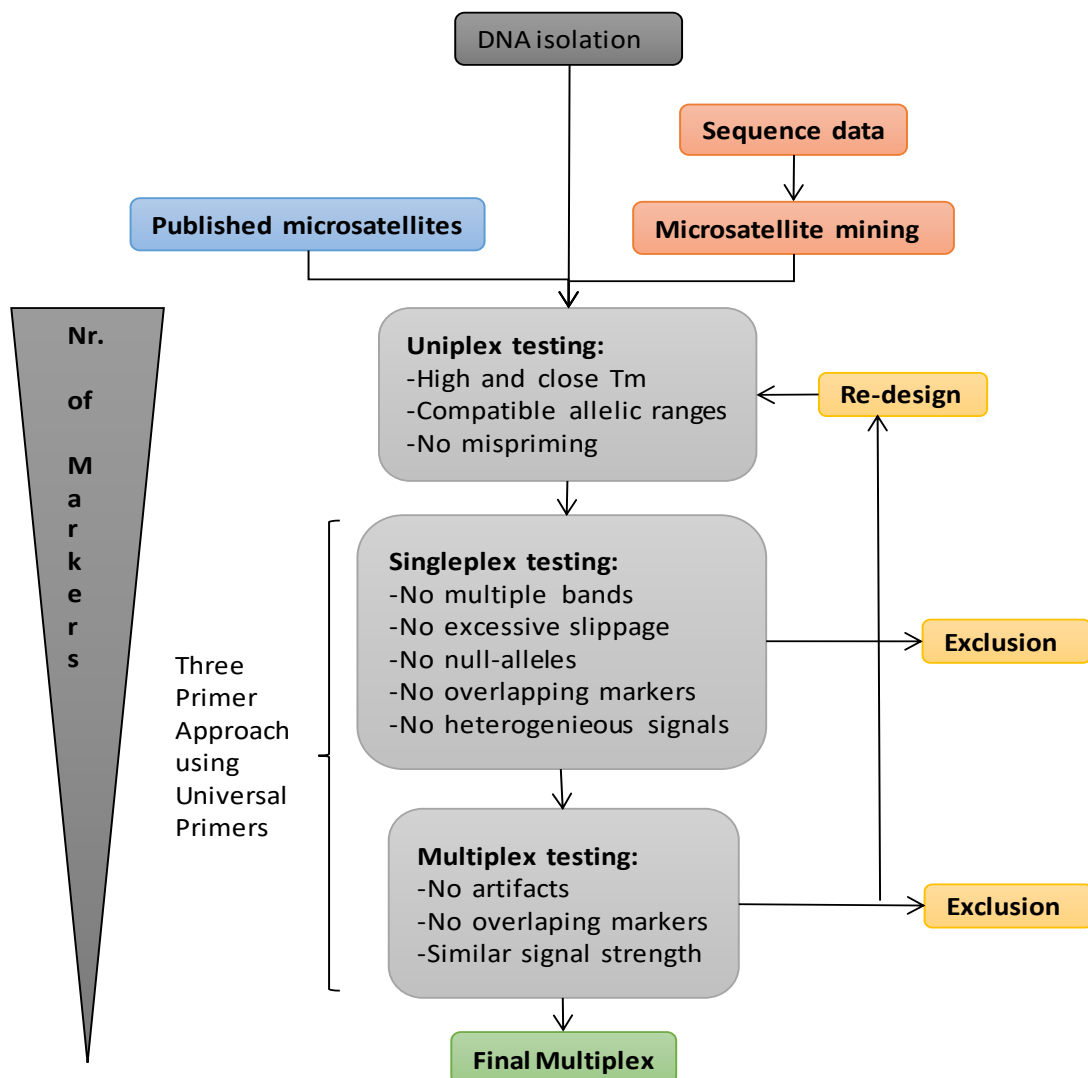 DNA isolation
Sequence data
Published microsatellites
Microsatellite mining
Nr.
of
M
a
r
k
e
r
s
Uniplex testing:
-High and close Tm
-Compatible allelic ranges
-No mispriming
Re-design
Singleplex testing:
-No multiple bands
-No excessive slippage
-No null-alleles
-No overlapping markers
-No heterogenieous signals
Exclusion
Three
Primer
Approach
using
Universal
Primers
Multiplex testing:
-No artifacts
-No overlaping markers
-Similar signal strength
Exclusion
Final Multiplex